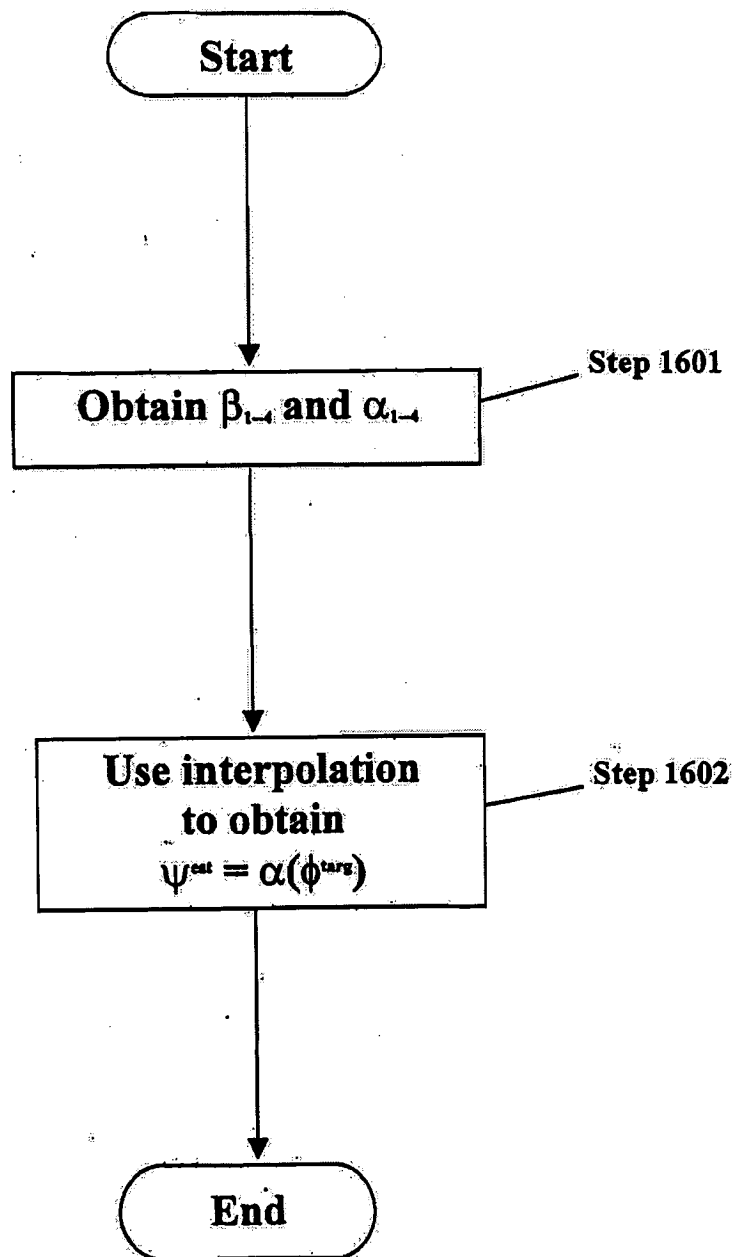 Start
Step 1601
Obtain β₁₋₄ and α₁₋₄
Use interpolation
to obtain
ψᵉˢᵗ = α(ϕᵗᵃʳᵍ)
Step 1602
End